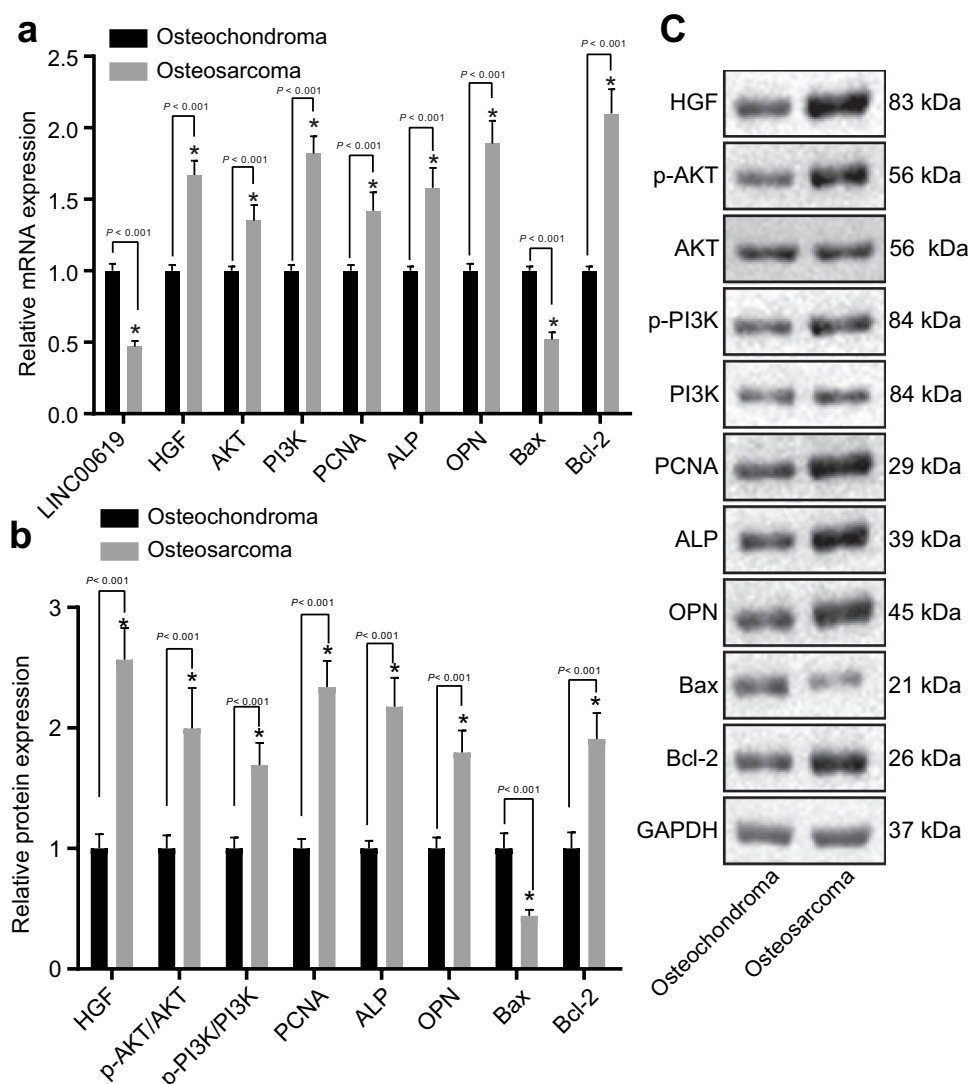 a
Osteochondroma
Osteosarcoma
Relative mRNA expression
2.5
2.0
1.5
1.0
0.5
0.0
P < 0.001
P < 0.001
P < 0.001
P < 0.001
P < 0.001
P < 0.001
P < 0.001
P < 0.001
P < 0.001
* * * * * * * * *
LINC00619
HGF
AKT
PI3K
PCNA
ALP
OPN
Bax
Bcl-2
b
Osteochondroma
Osteosarcoma
Relative protein expression
3
2
1
0
P < 0.001
P < 0.001
P < 0.001
P < 0.001
P < 0.001
P < 0.001
P < 0.001
P < 0.001
* * * * * * * *
HGF
p-AKT/AKT
p-PI3K/PI3K
PCNA
ALP
OPN
Bax
Bcl-2
C
HGF 83 kDa
p-AKT 56 kDa
AKT 56 kDa
p-PI3K 84 kDa
PI3K 84 kDa
PCNA 29 kDa
ALP 39 kDa
OPN 45 kDa
Bax 21 kDa
Bcl-2 26 kDa
GAPDH 37 kDa
Osteochondroma
Osteosarcoma